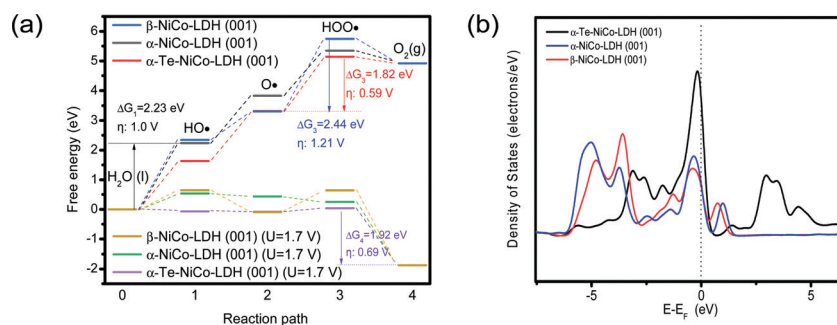 (a)
β-NiCo-LDH (001)
α-NiCo-LDH (001)
α-Te-NiCo-LDH (001)
HOO•
O₂(g)
O•
ΔG₁=2.23 eV
η: 1.0 V
HO•
H₂O (l)
ΔG₃=1.82 eV
η: 0.59 V
ΔG₃=2.44 eV
η: 1.21 V
β-NiCo-LDH (001) (U=1.7 V)
α-NiCo-LDH (001) (U=1.7 V)
α-Te-NiCo-LDH (001) (U=1.7 V)
ΔG₄=1.92 eV
η: 0.69 V
Free energy (eV)
6
5
4
3
2
1
0
-1
-2
0 1 2 3 4
Reaction path
(b)
α-Te-NiCo-LDH (001)
α-NiCo-LDH (001)
β-NiCo-LDH (001)
Density of States (electrons/eV)
-5 0 5
E-E_F (eV)